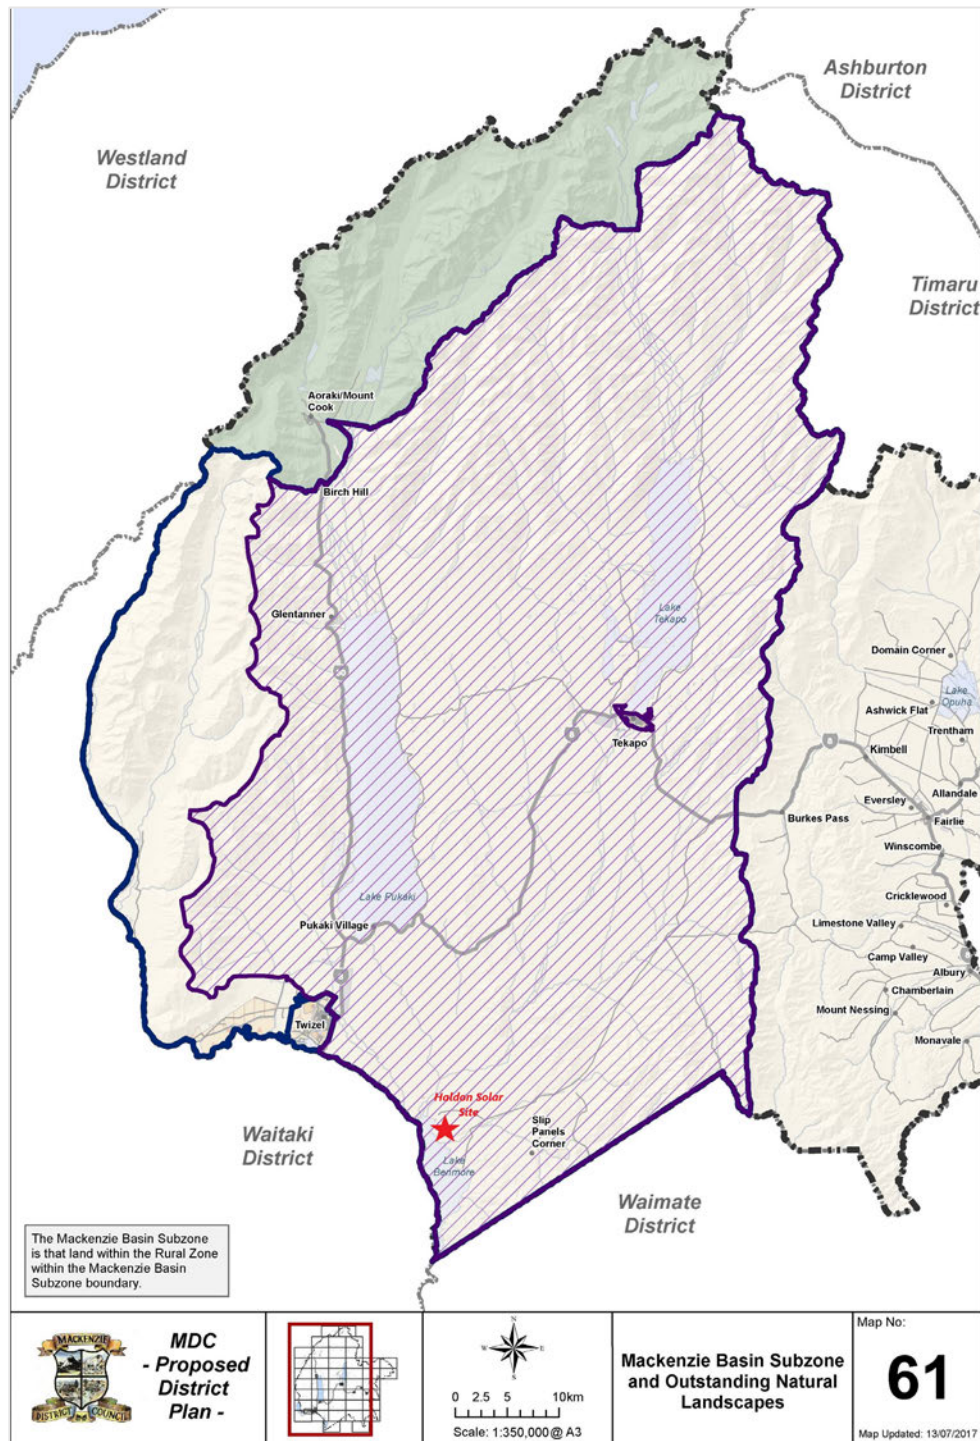 Ashburton
District
Westland
District
Timaru
District
Aoraki/Mount
Cook
Birch Hill
Glentanner
Lake
Tekapo
Domain Corner
Lake
Opuha
Ashwick Flat
Trentham
Tekapo
Kimbell
Allandale
Eversley
Burkes Pass
Fairlie
Winscombe
Lake Pukaki
Cricklewood
Pukaki Village
Limestone Valley
Camp Valley
Albury
Chamberlain
Mount Nessing
Twizel
Monavale
Haldon Solar
Site
Slip
Panels
Corner
Waitaki
District
Lake
Benmore
Waimate
District
The Mackenzie Basin Subzone
is that land within the Rural Zone
within the Mackenzie Basin
Subzone boundary.
MACKENZIE
DISTRICT COUNCIL
MDC
- Proposed
District
Plan -
N
W E
S
0 2.5 5 10km
Scale: 1:350,000 @ A3
Mackenzie Basin Subzone
and Outstanding Natural
Landscapes
Map No:
61
Map Updated: 13/07/2017